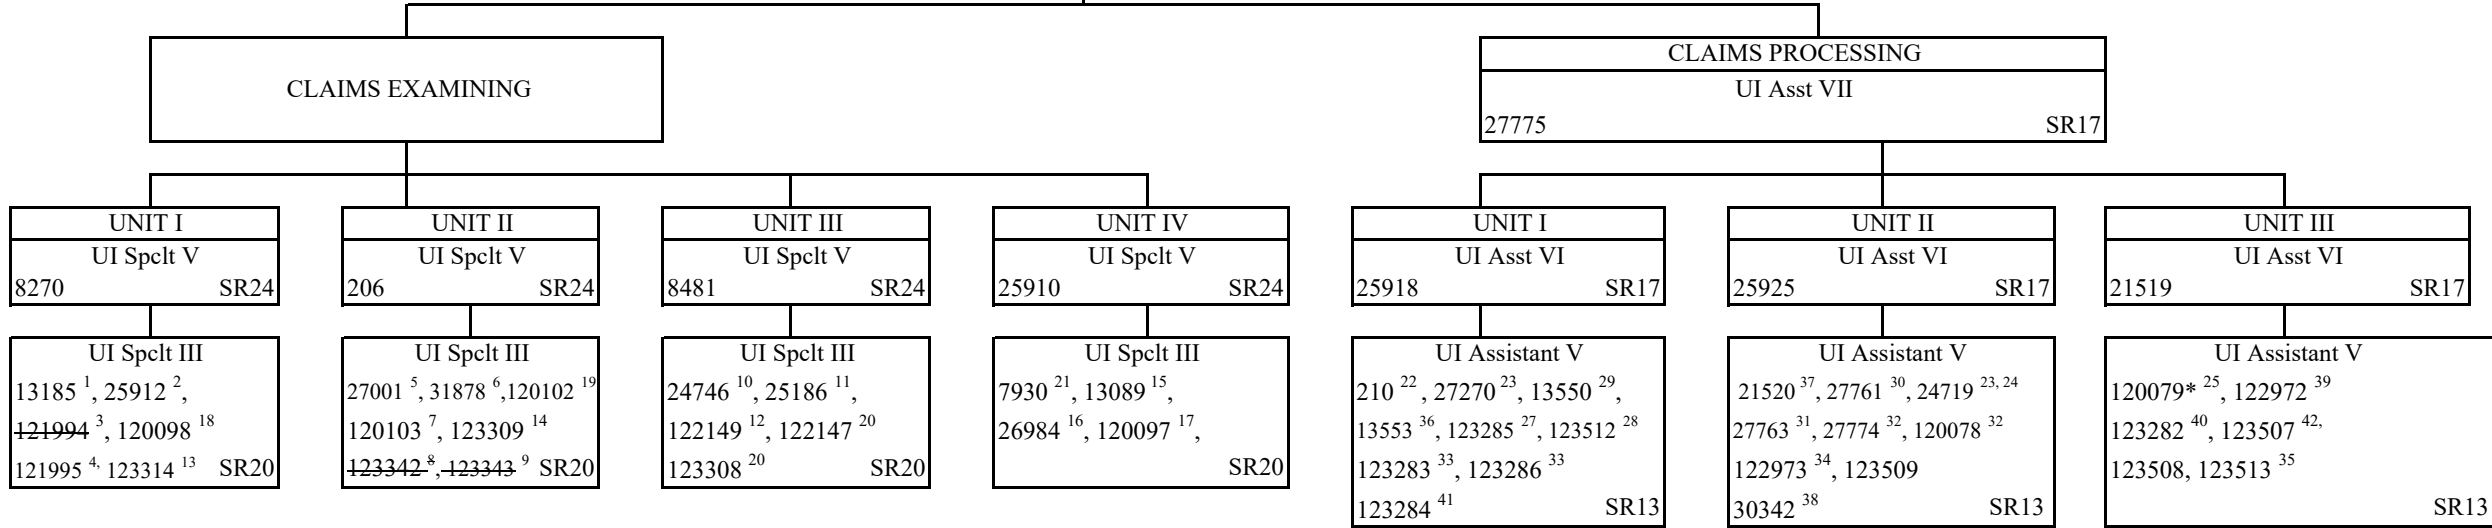 CLAIMS EXAMINING
CLAIMS PROCESSING
UI Asst VII
27775 SR17
UNIT I
UI Spclt V
8270 SR24
UI Spclt III
13185 1, 25912 2,
121994 3, 120098 18
121995 4, 123314 13 SR20
UNIT II
UI Spclt V
206 SR24
UI Spclt III
27001 5, 31878 6,120102 19
120103 7, 123309 14
123342 8, 123343 9 SR20
UNIT III
UI Spclt V
8481 SR24
UI Spclt III
24746 10, 25186 11,
122149 12, 122147 20
123308 20 SR20
UNIT IV
UI Spclt V
25910 SR24
UI Spclt III
7930 21, 13089 15,
26984 16, 120097 17,
SR20
UNIT I
UI Asst VI
25918 SR17
UI Assistant V
210 22, 27270 23, 13550 29,
13553 36, 123285 27, 123512 28
123283 33, 123286 33
123284 41 SR13
UNIT II
UI Asst VI
25925 SR17
UI Assistant V
21520 37, 27761 30, 24719 23, 24
27763 31, 27774 32, 120078 32
122973 34, 123509
30342 38 SR13
UNIT III
UI Asst VI
21519 SR17
UI Assistant V
120079* 25, 122972 39
123282 40, 123507 42,
123508, 123513 35
SR13